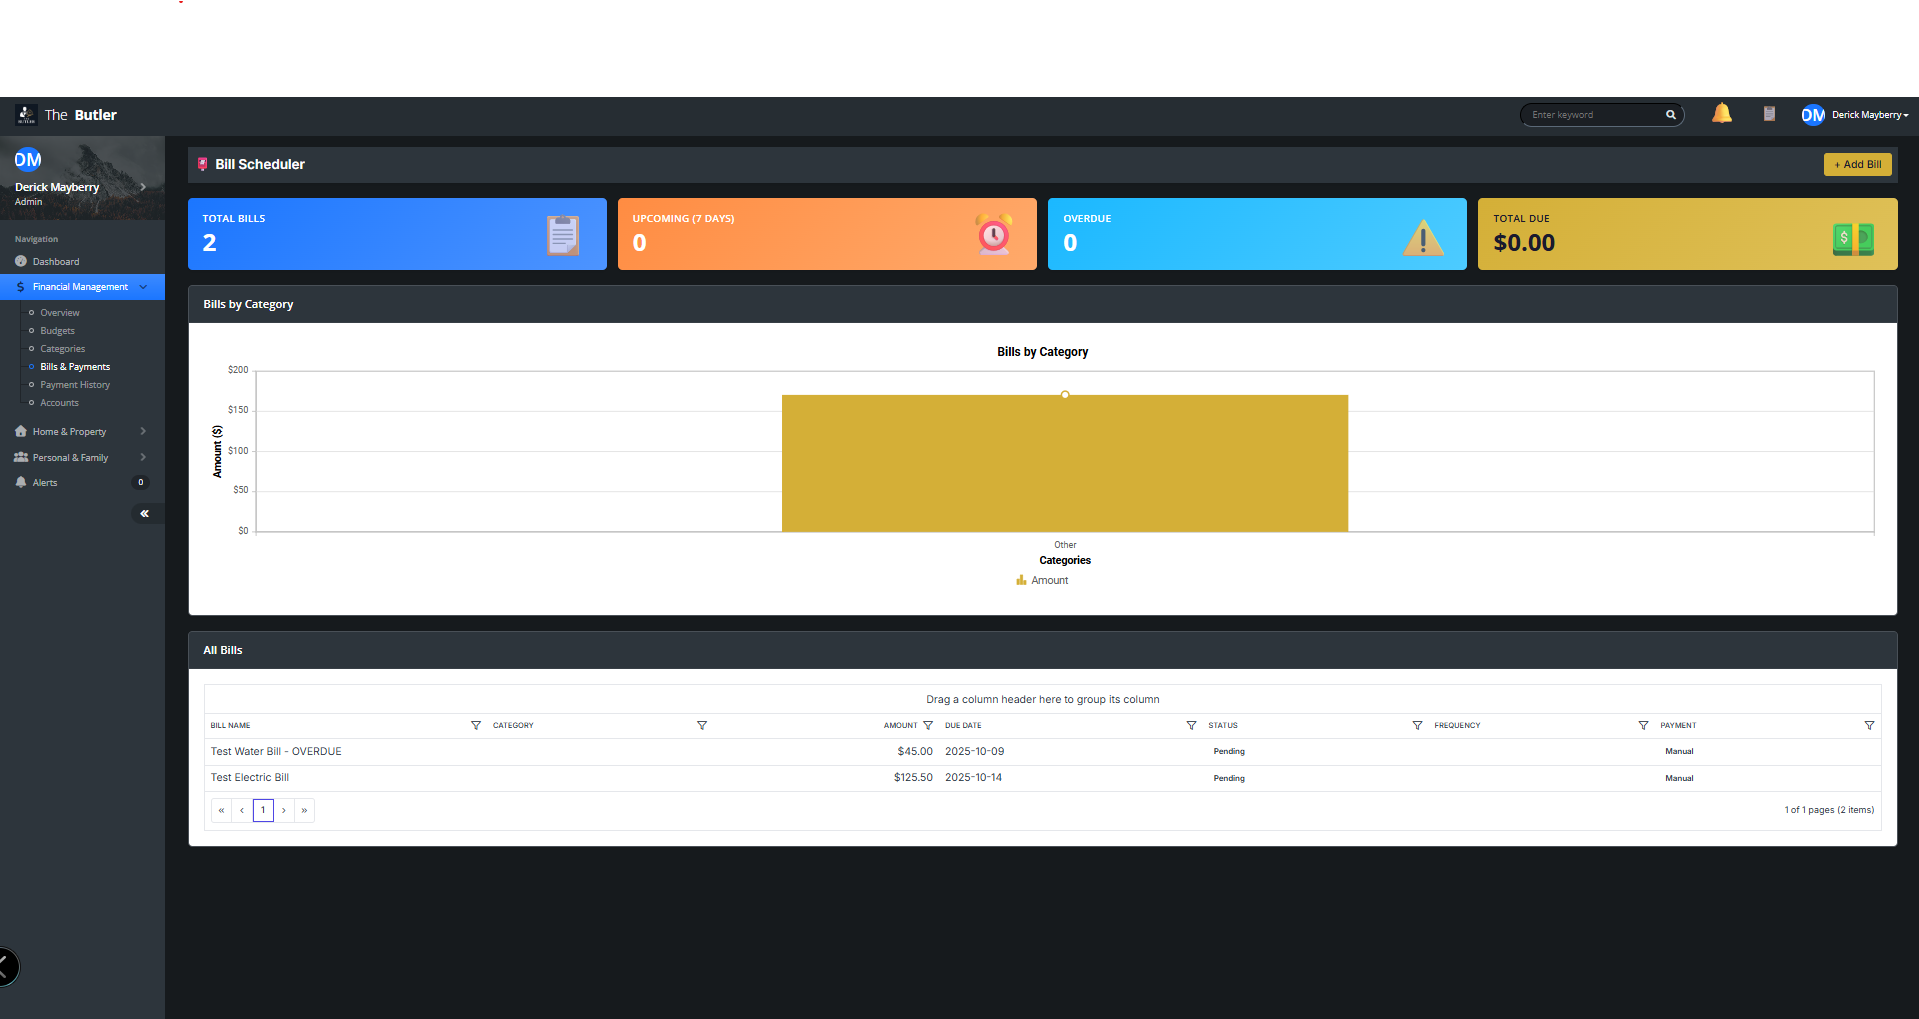 The Butler
Enter keyword
DM Derick Mayberry
DM
Derick Mayberry
Admin
Navigation
Dashboard
$ Financial Management
Overview
Budgets
Categories
Bills & Payments
Payment History
Accounts
Home & Property
Personal & Family
Alerts 0
Bill Scheduler
+ Add Bill
TOTAL BILLS
2
UPCOMING (7 DAYS)
0
OVERDUE
0
TOTAL DUE
$0.00
Bills by Category
Bills by Category
Amount ($)
$200
$150
$100
$50
$0
Other
Categories
Amount
All Bills
Drag a column header here to group its column
BILL NAME CATEGORY AMOUNT DUE DATE STATUS FREQUENCY PAYMENT
Test Water Bill - OVERDUE $45.00 2025-10-09 Pending Manual
Test Electric Bill $125.50 2025-10-14 Pending Manual
« ‹ 1 › »
1 of 1 pages (2 items)